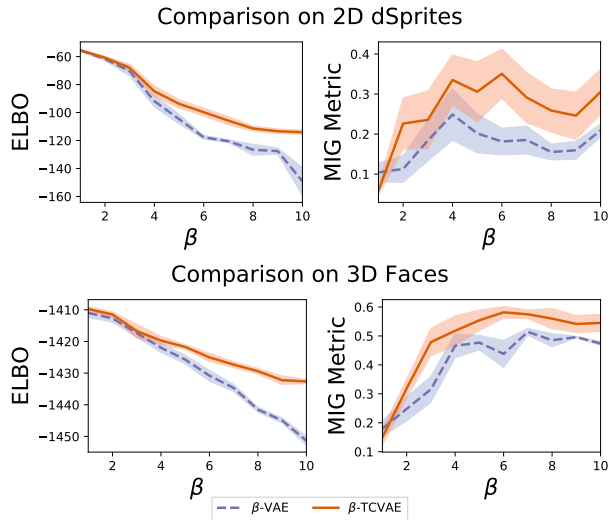 Comparison on 2D dSprites
ELBO
−60
−80
−100
−120
−140
−160
2 4 6 8 10
β
MIG Metric
0.4
0.3
0.2
0.1
2 4 6 8 10
β
Comparison on 3D Faces
ELBO
−1410
−1420
−1430
−1440
−1450
2 4 6 8 10
β
MIG Metric
0.6
0.5
0.4
0.3
0.2
0.1
2 4 6 8 10
β
β-VAE β-TCVAE